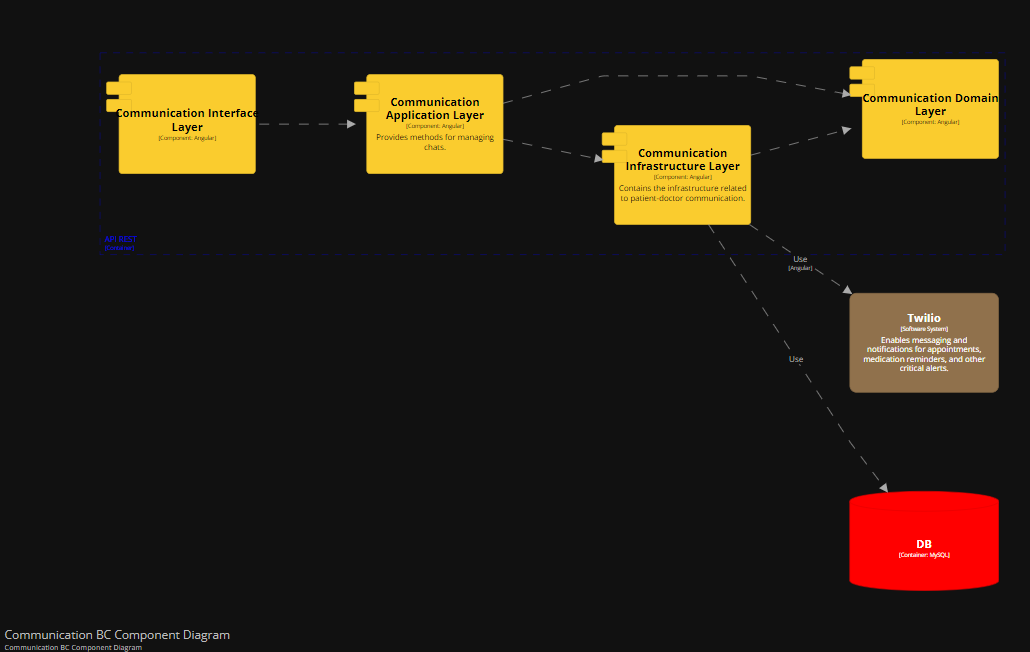 Communication Interface
Layer
[Component: Angular]
Communication
Application Layer
[Component: Angular]
Provides methods for managing
chats.
Communication
Infrastructure Layer
[Component: Angular]
Contains the infrastructure related
to patient-doctor communication.
Communication Domain
Layer
[Component: Angular]
API REST
[Container]
Use
[Angular]
Twilio
[Software System]
Enables messaging and
notifications for appointments,
medication reminders, and other
critical alerts.
Use
DB
[Container: MySQL]
Communication BC Component Diagram
Communication BC Component Diagram